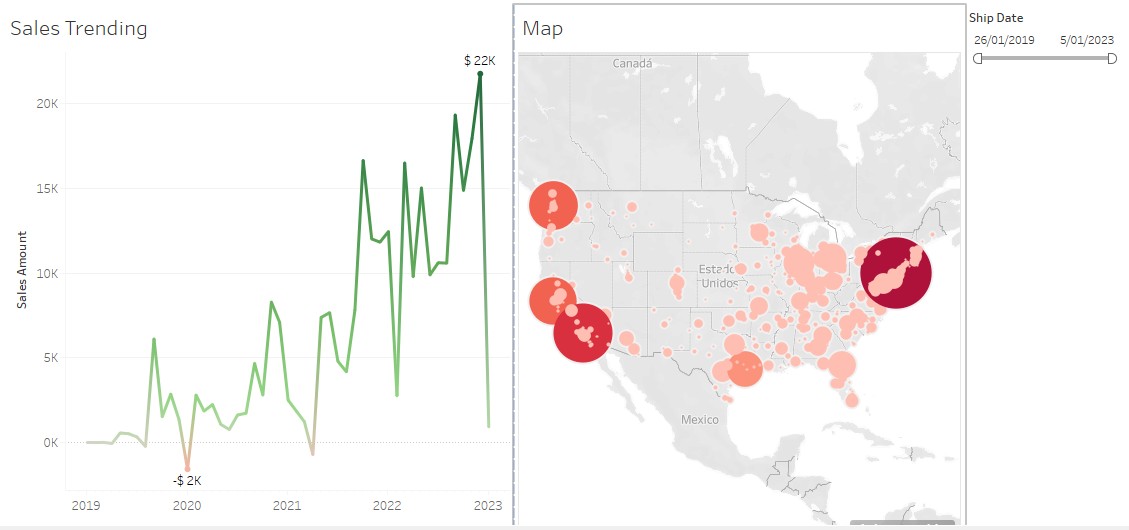 Sales Trending
Map
Ship Date
26/01/2019 5/01/2023
$ 22K
20K
15K
10K
5K
0K
Sales Amount
-$ 2K
2019 2020 2021 2022 2023
Canadá
Unidos
Mexico